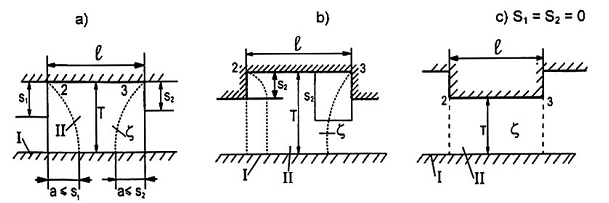 a)
b)
c) S₁ = S₂ = 0
ℓ
ℓ
ℓ
2
3
2
3
S₁
S₂
T
S₂
S₂
T
2
3
T
II
ζ
ζ
ζ
I
I
II
I
II
a ≤ s₁
a ≤ s₂